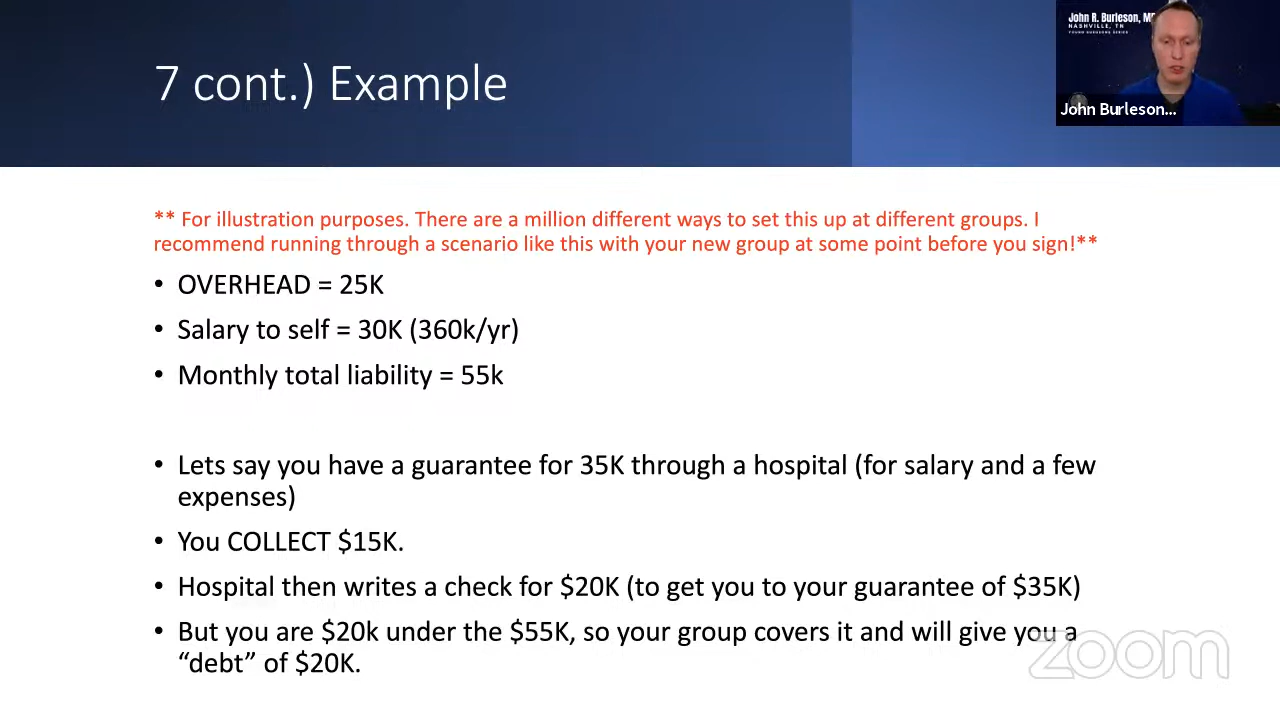 John R. Burleson, MD
NASHVILLE, TN
YOUNG SURGEONS SERIES
John Burleson...
7 cont.) Example
** For illustration purposes. There are a million different ways to set this up at different groups. I
recommend running through a scenario like this with your new group at some point before you sign!**
• OVERHEAD = 25K
• Salary to self = 30K (360k/yr)
• Monthly total liability = 55k
• Lets say you have a guarantee for 35K through a hospital (for salary and a few
expenses)
• You COLLECT $15K.
• Hospital then writes a check for $20K (to get you to your guarantee of $35K)
• But you are $20k under the $55K, so your group covers it and will give you a
“debt” of $20K.
zoom